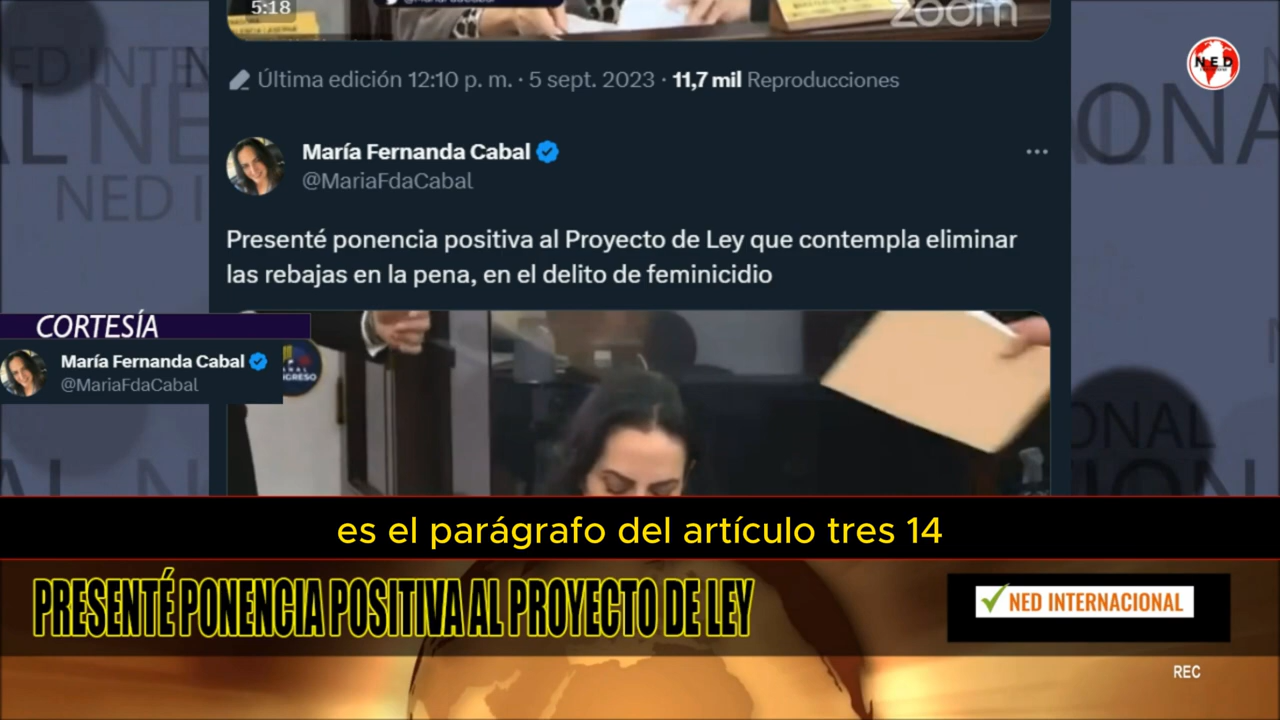 5:18
zoom
Última edición 12:10 p. m. · 5 sept. 2023 · 11,7 mil Reproducciones
NED
María Fernanda Cabal
@MariaFdaCabal
Presenté ponencia positiva al Proyecto de Ley que contempla eliminar
las rebajas en la pena, en el delito de feminicidio
CORTESÍA
María Fernanda Cabal
@MariaFdaCabal
es el parágrafo del artículo tres 14
PRESENTÉ PONENCIA POSITIVA AL PROYECTO DE LEY
NED INTERNACIONAL
REC
NED I